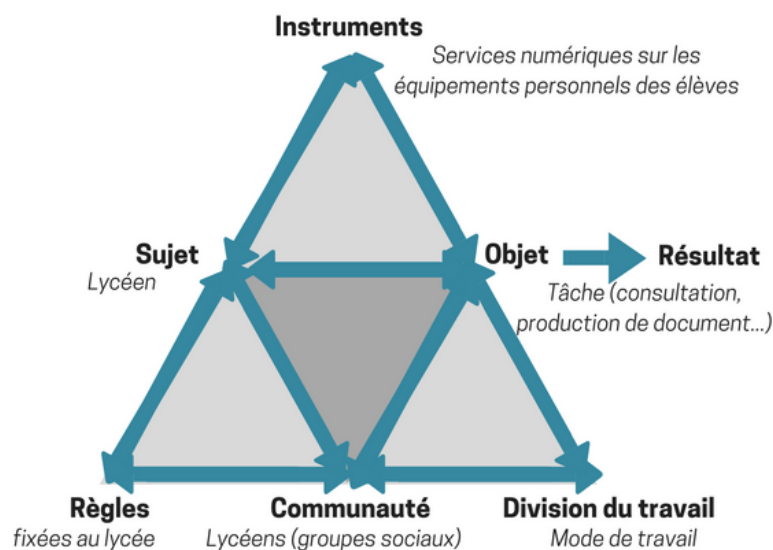 Instruments
Services numériques sur les
équipements personnels des élèves
Sujet
Lycéen
Objet
Résultat
Tâche (consultation,
production de document...)
Règles
fixées au lycée
Communauté
Lycéens (groupes sociaux)
Division du travail
Mode de travail